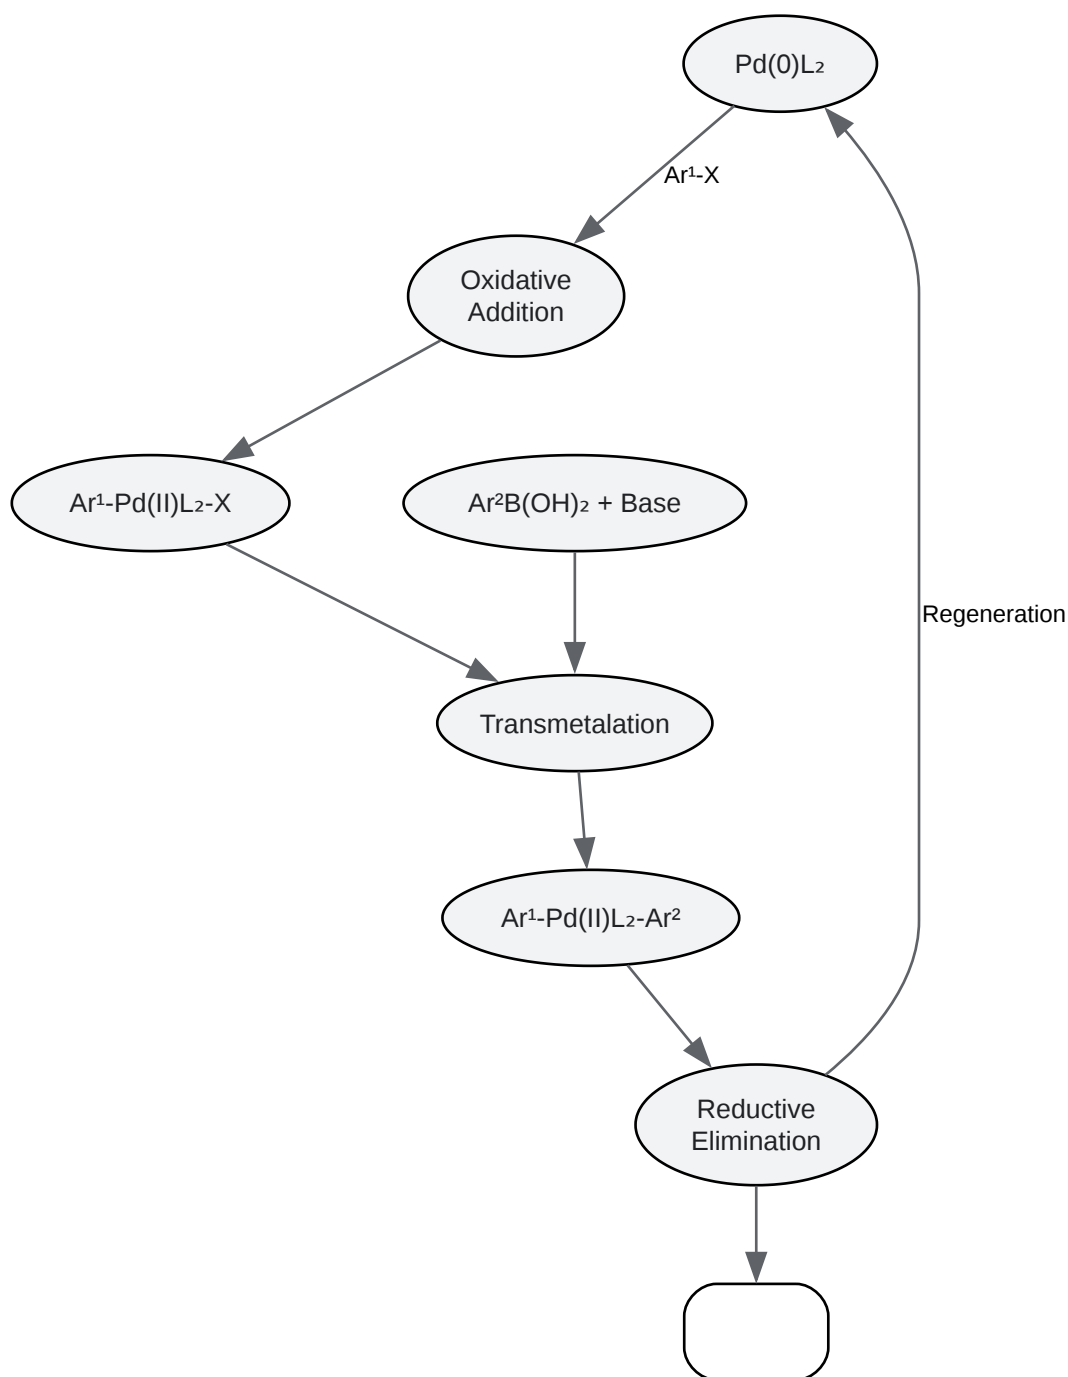 Pd(0)L₂
Ar¹-X
Oxidative
Addition
Ar¹-Pd(II)L₂-X
Ar²B(OH)₂ + Base
Regeneration
Transmetalation
Ar¹-Pd(II)L₂-Ar²
Reductive
Elimination